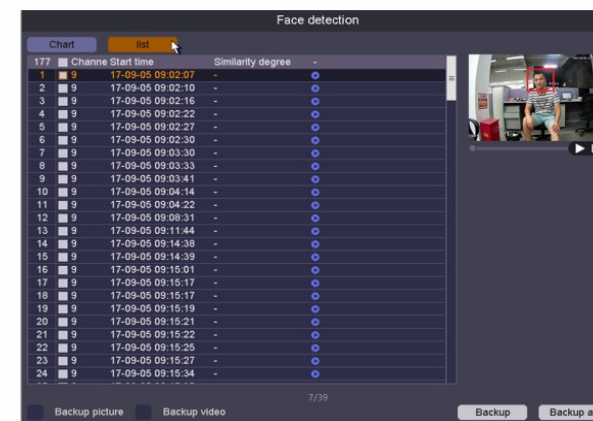 Face detection
Chart list
177 Channe Start time Similarity degree -
1 9 17-09-05 09:02:07 -
2 9 17-09-05 09:02:10 -
3 9 17-09-05 09:02:16 -
4 9 17-09-05 09:02:22 -
5 9 17-09-05 09:02:27 -
6 9 17-09-05 09:02:30 -
7 9 17-09-05 09:03:30 -
8 9 17-09-05 09:03:33 -
9 9 17-09-05 09:03:41 -
10 9 17-09-05 09:04:14 -
11 9 17-09-05 09:04:22 -
12 9 17-09-05 09:08:31 -
13 9 17-09-05 09:11:44 -
14 9 17-09-05 09:14:38 -
15 9 17-09-05 09:14:39 -
16 9 17-09-05 09:15:01 -
17 9 17-09-05 09:15:17 -
18 9 17-09-05 09:15:17 -
19 9 17-09-05 09:15:19 -
20 9 17-09-05 09:15:21 -
21 9 17-09-05 09:15:22 -
22 9 17-09-05 09:15:25 -
23 9 17-09-05 09:15:27 -
24 9 17-09-05 09:15:34 -
7/39
Backup picture Backup video Backup Backup a